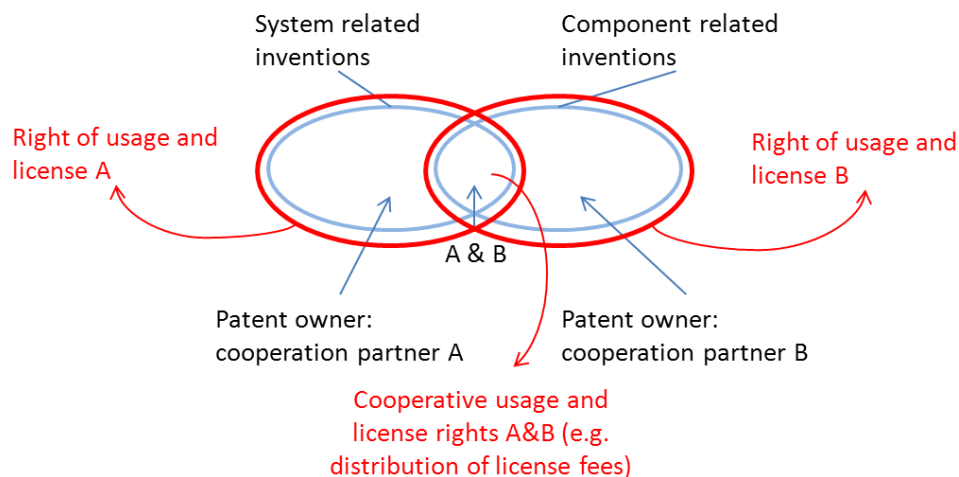 System related
inventions
Component related
inventions
Right of usage and
license A
Right of usage and
license B
A & B
Patent owner:
cooperation partner A
Patent owner:
cooperation partner B
Cooperative usage and
license rights A&B (e.g.
distribution of license fees)